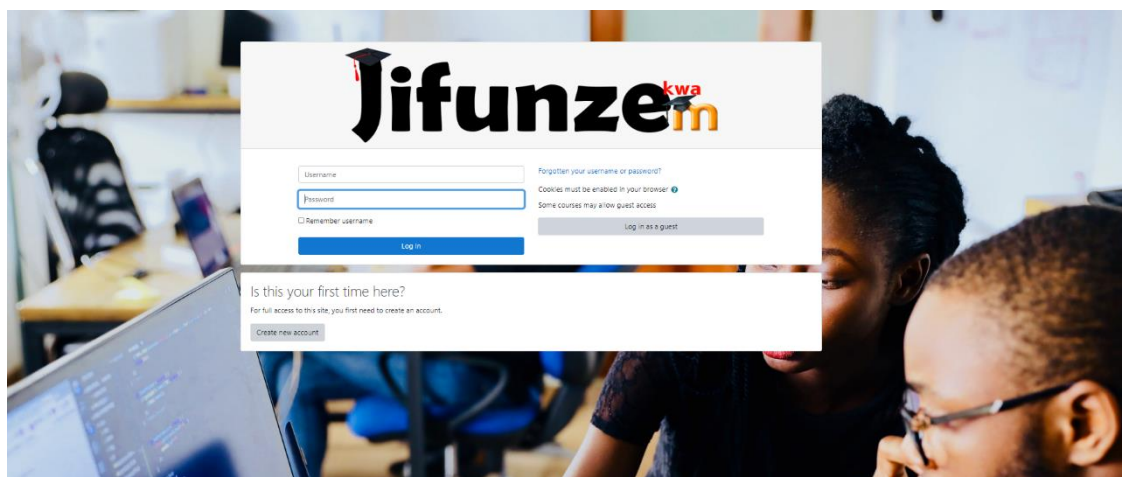 Jifunze kwa m
Username
Password
Remember username
Log in
Forgotten your username or password?
Cookies must be enabled in your browser
Some courses may allow guest access
Log in as a guest
Is this your first time here?
For full access to this site, you first need to create an account.
Create new account